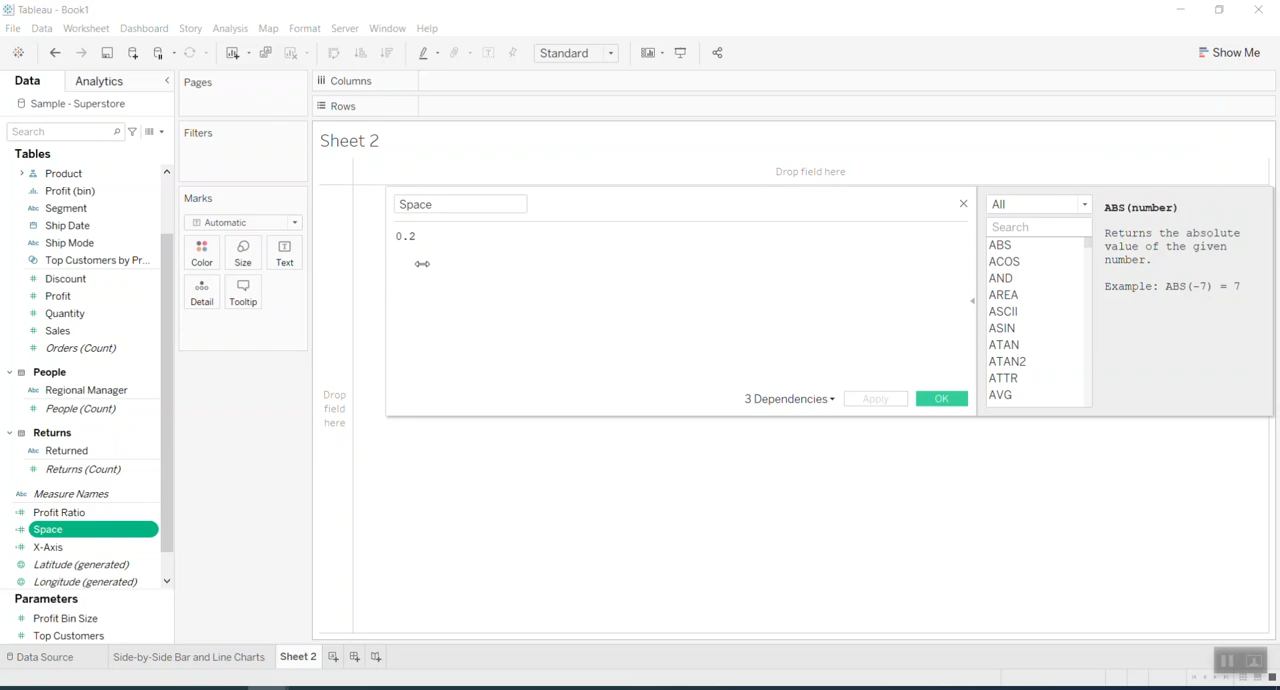 Tableau - Book1
File Data Worksheet Dashboard Story Analysis Map Format Server Window Help
Standard
Show Me
Data Analytics
Sample - Superstore
Search
Tables
Product
Profit (bin)
Abc Segment
Ship Date
Abc Ship Mode
Top Customers by Pr...
# Discount
# Profit
# Quantity
# Sales
# Orders (Count)
People
Abc Regional Manager
# People (Count)
Returns
Abc Returned
# Returns (Count)
Abc Measure Names
=# Profit Ratio
=# Space
=# X-Axis
Latitude (generated)
Longitude (generated)
Parameters
# Profit Bin Size
# Top Customers
Pages
Filters
Marks
Automatic
Color Size Text
Detail Tooltip
Columns
Rows
Sheet 2
Drop field here
Drop
field
here
Space
0.2
3 Dependencies
Apply
OK
All
Search
ABS
ACOS
AND
AREA
ASCII
ASIN
ATAN
ATAN2
ATTR
AVG
ABS(number)
Returns the absolute
value of the given
number.
Example: ABS(-7) = 7
Data Source
Side-by-Side Bar and Line Charts
Sheet 2